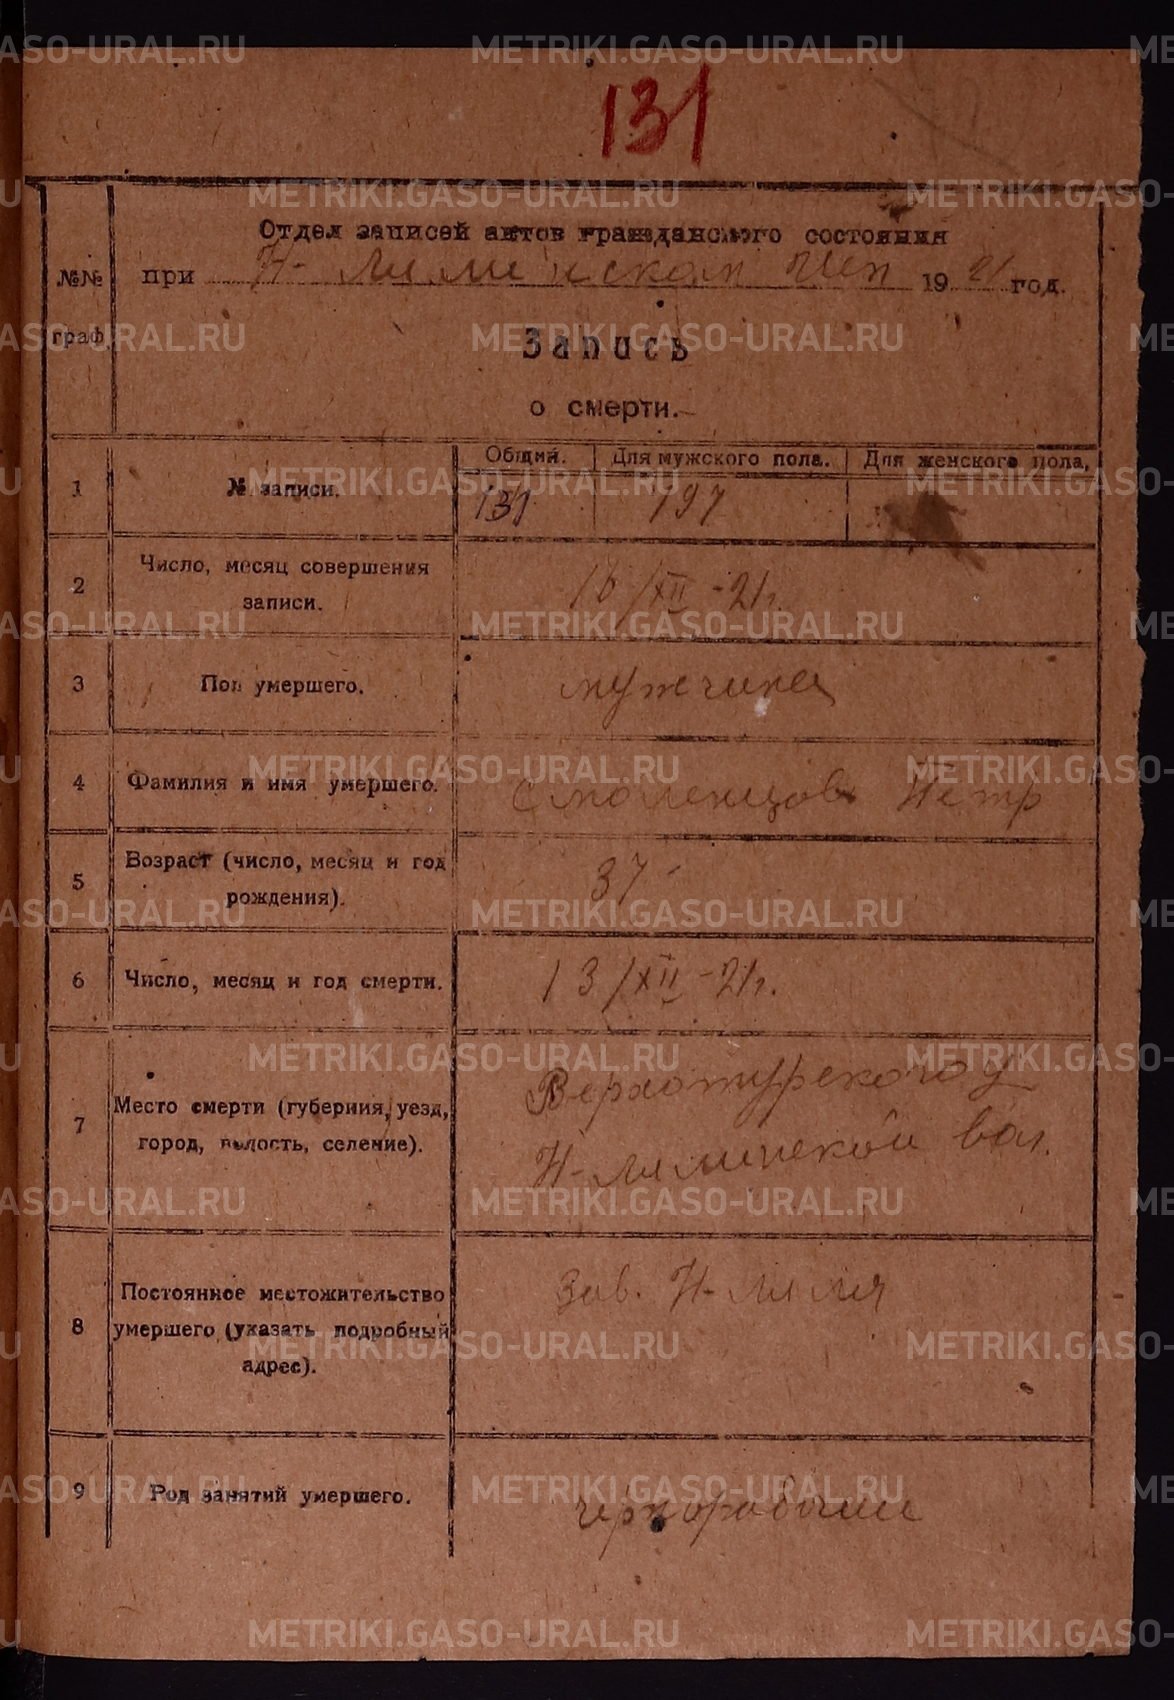 131
Отдел записей актов гражданского состояния
№№ при Н-Лялинском 1921 год.
граф.
Запись
о смерти.
Общий. Для мужского пола. Для женского пола.
1 № записи. 131 197
2 Число, месяц совершения
записи. 16/XII-21г.
3 Пол умершего. мужчина
4 Фамилия и имя умершего. Смоленцов Петр
5 Возраст (число, месяц и год
рождения). 37
6 Число, месяц и год смерти. 13/XII-21г.
7 Место смерти (губерния, уезд,
город, волость, селение).
Верхотурского у
Н-Лялинской вол.
8 Постоянное местожительство
умершего (указать подробный
адрес).
Зав. Н-Ляля
9 Род занятий умершего. чернорабочий
METRIKI.GASO-URAL.RU